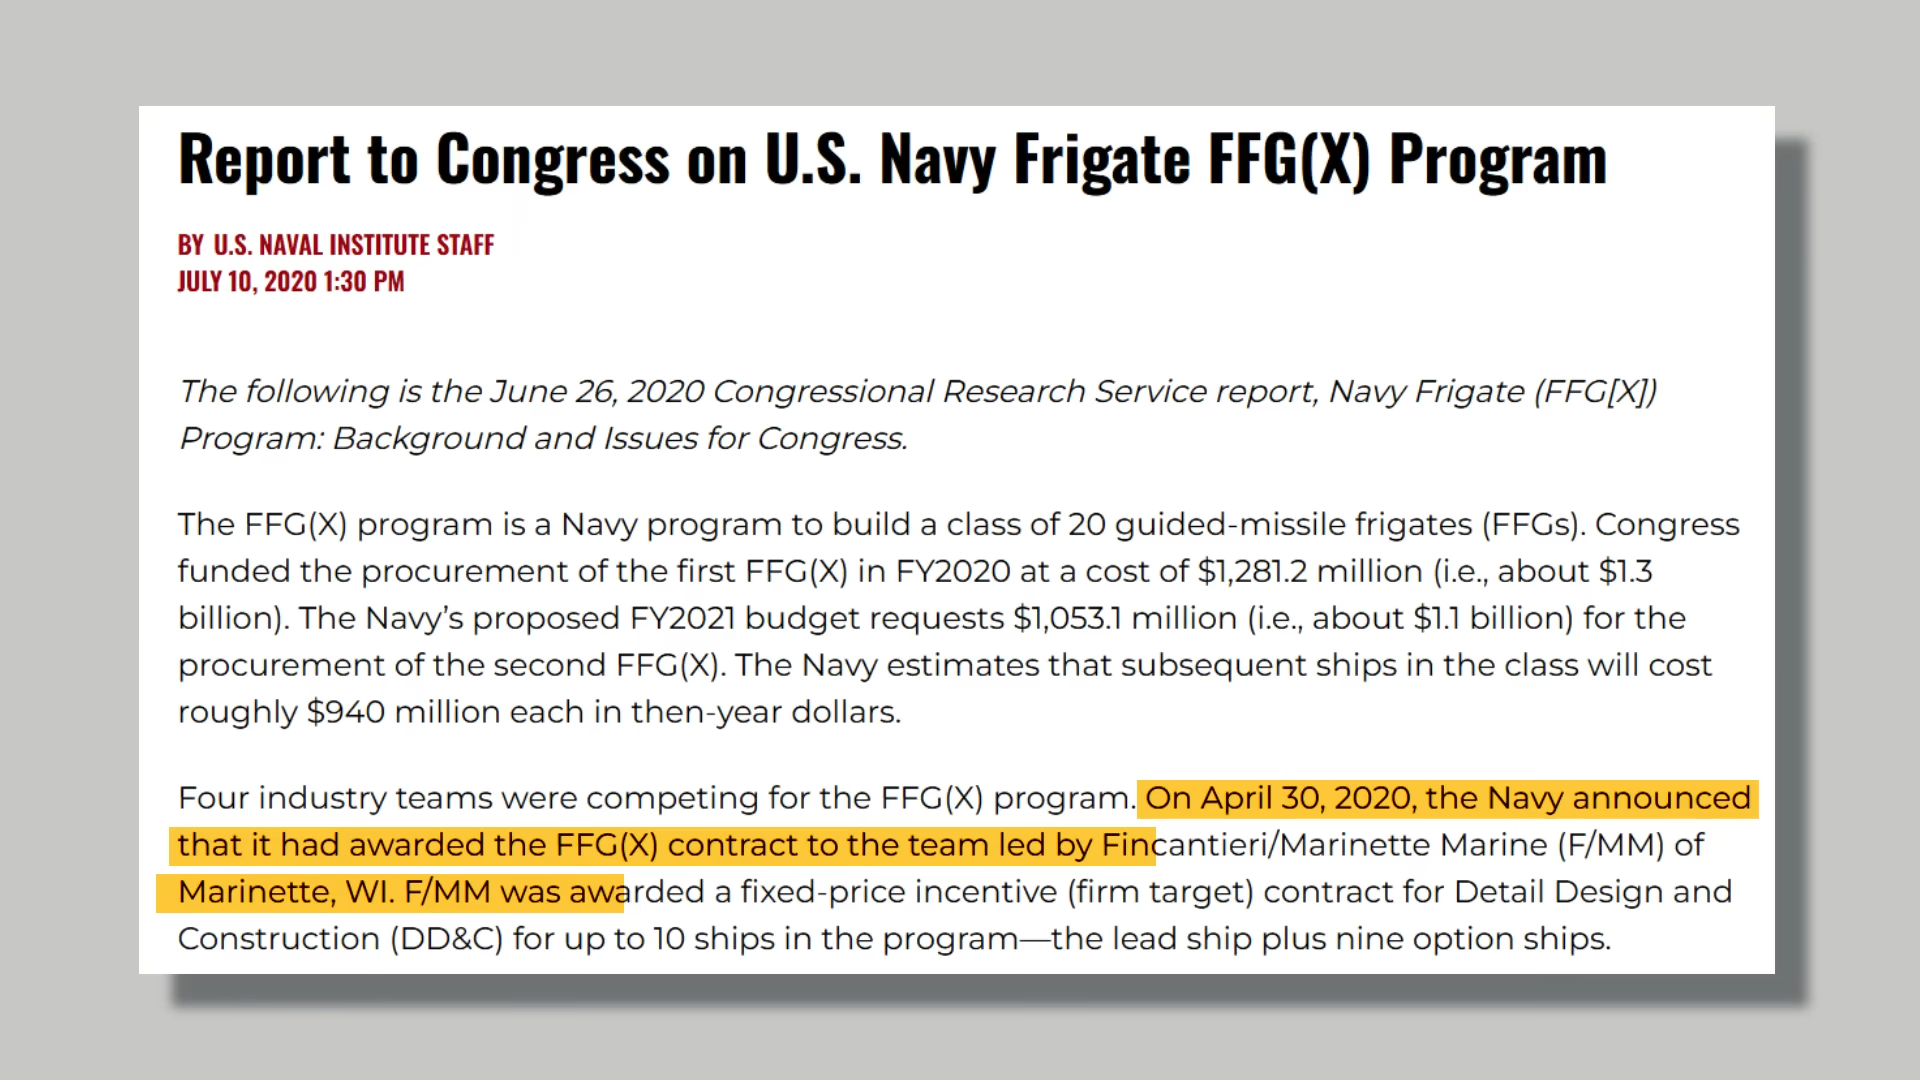 Report to Congress on U.S. Navy Frigate FFG(X) Program
BY U.S. NAVAL INSTITUTE STAFF
JULY 10, 2020 1:30 PM
The following is the June 26, 2020 Congressional Research Service report, Navy Frigate (FFG[X])
Program: Background and Issues for Congress.
The FFG(X) program is a Navy program to build a class of 20 guided-missile frigates (FFGs). Congress
funded the procurement of the first FFG(X) in FY2020 at a cost of $1,281.2 million (i.e., about $1.3
billion). The Navy’s proposed FY2021 budget requests $1,053.1 million (i.e., about $1.1 billion) for the
procurement of the second FFG(X). The Navy estimates that subsequent ships in the class will cost
roughly $940 million each in then-year dollars.
Four industry teams were competing for the FFG(X) program. On April 30, 2020, the Navy announced
that it had awarded the FFG(X) contract to the team led by Fincantieri/Marinette Marine (F/MM) of
Marinette, WI. F/MM was awarded a fixed-price incentive (firm target) contract for Detail Design and
Construction (DD&C) for up to 10 ships in the program—the lead ship plus nine option ships.